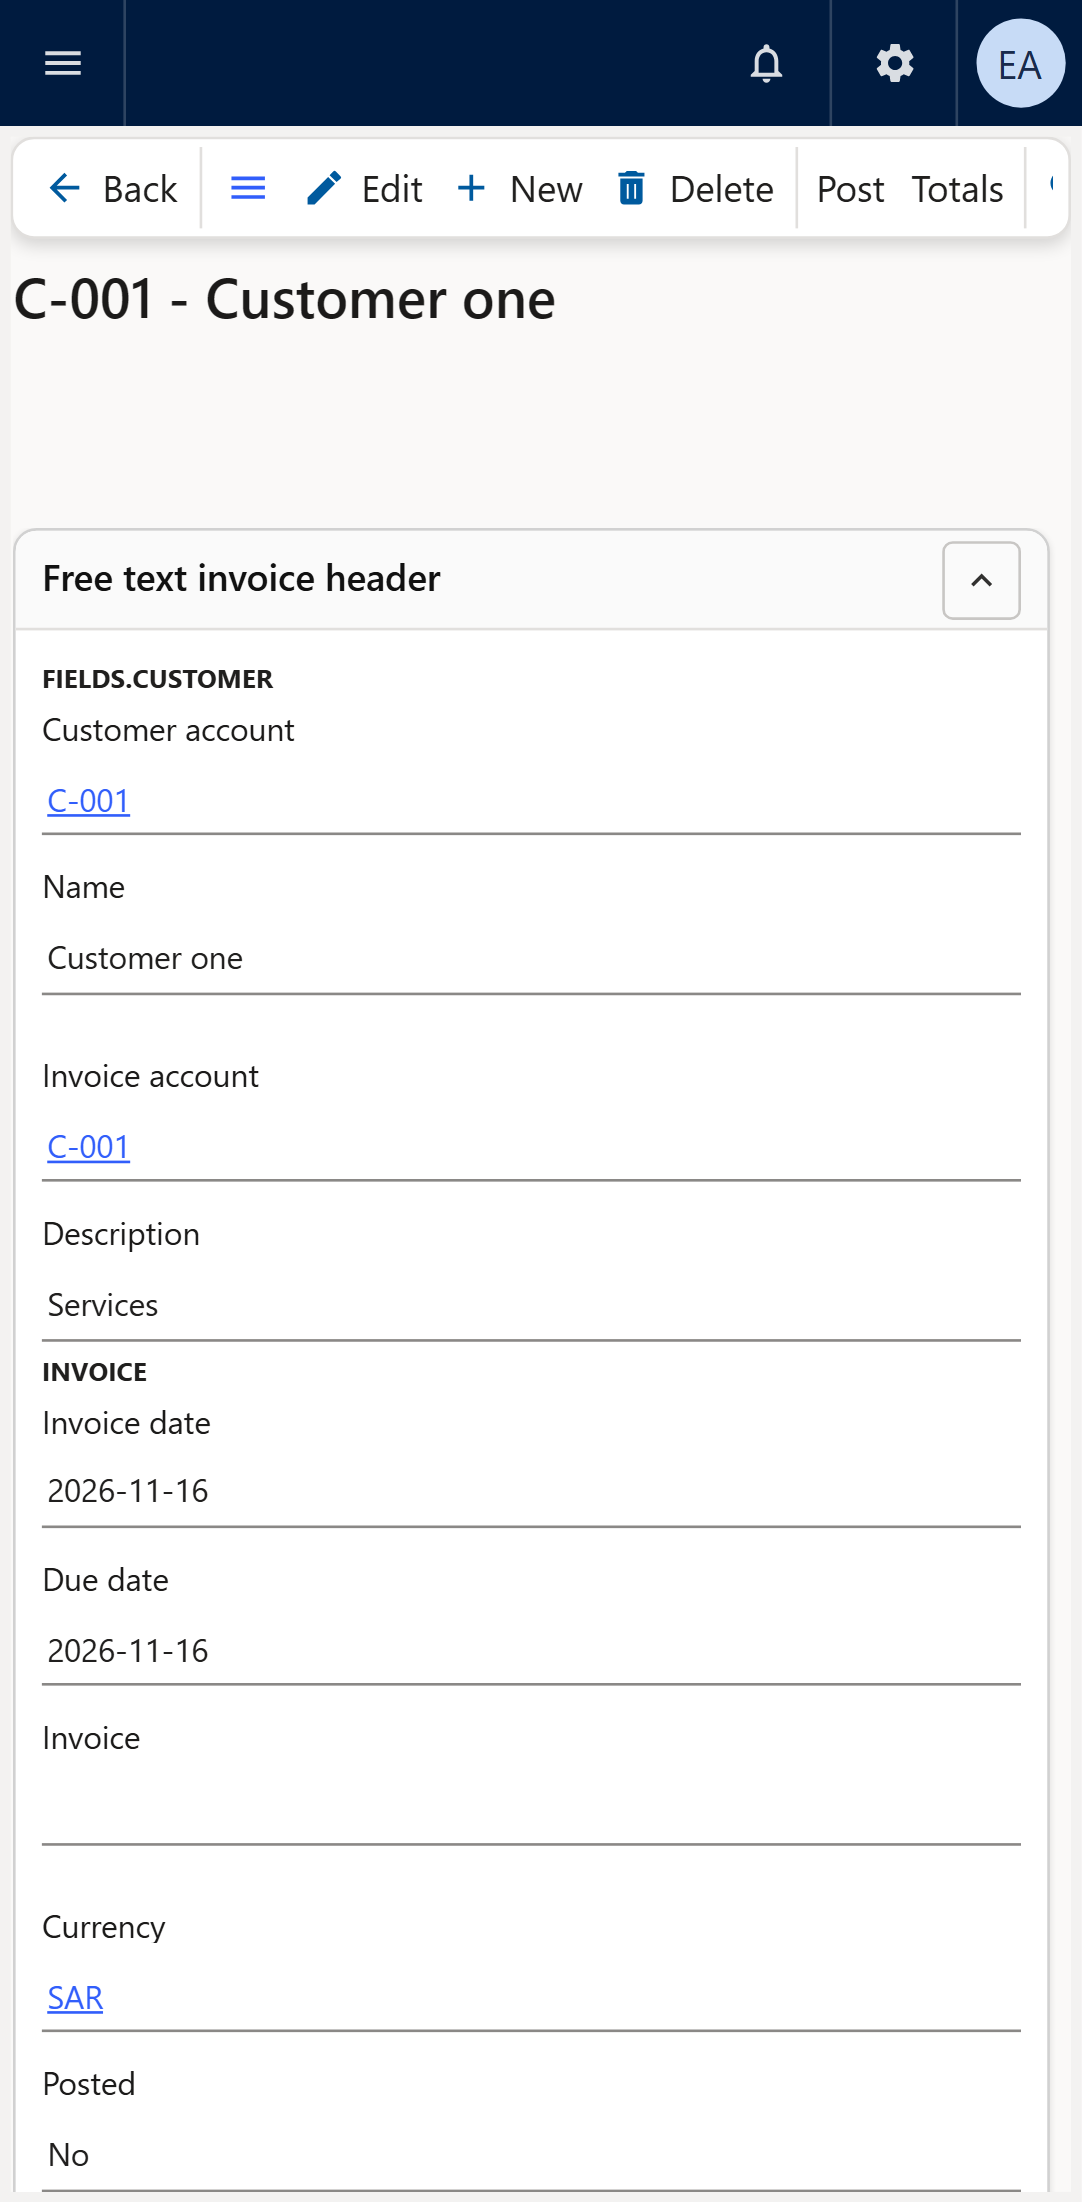 EA
Back Edit New Delete Post Totals
C-001 - Customer one
Free text invoice header
FIELDS.CUSTOMER
Customer account
C-001
Name
Customer one
Invoice account
C-001
Description
Services
INVOICE
Invoice date
2026-11-16
Due date
2026-11-16
Invoice
Currency
SAR
Posted
No